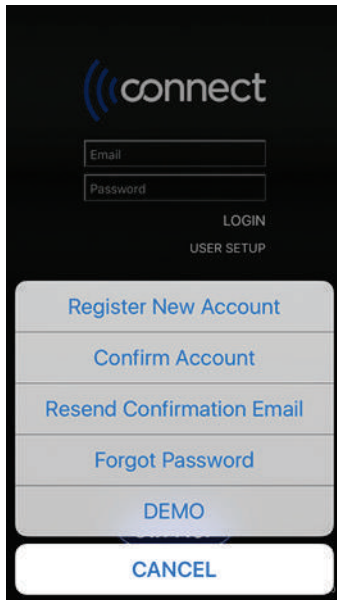 connect
Email
Password
LOGIN
USER SETUP
Register New Account
Confirm Account
Resend Confirmation Email
Forgot Password
DEMO
CANCEL